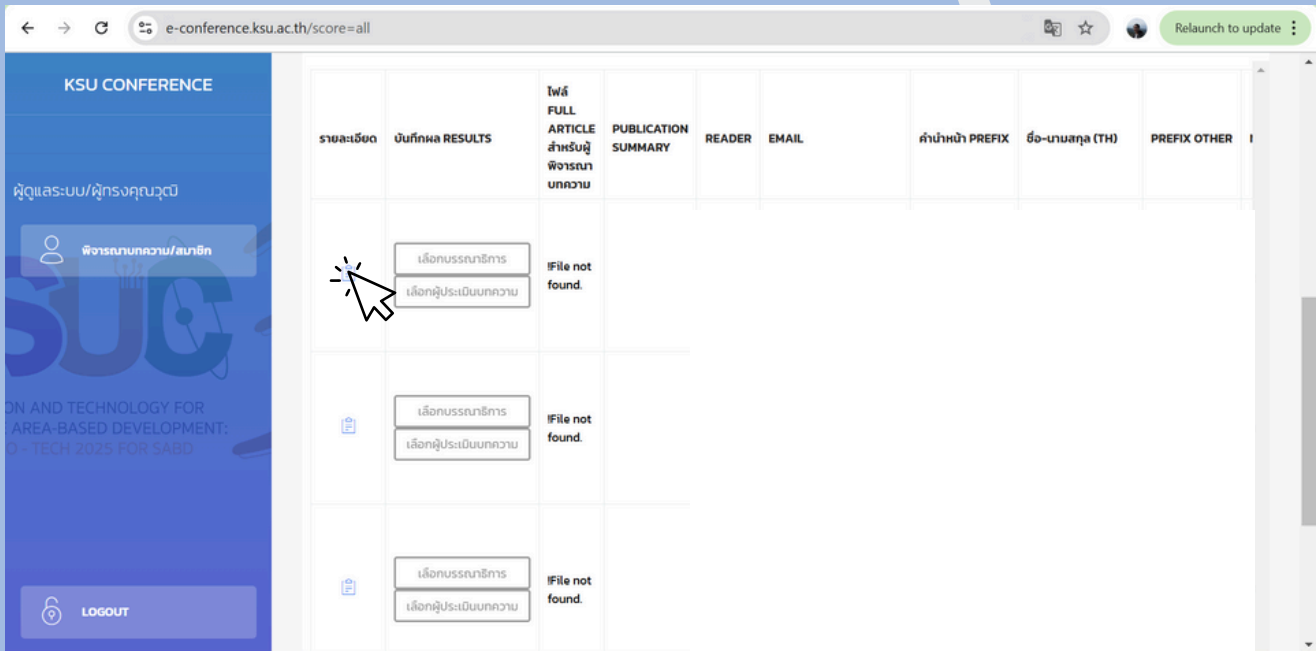 e-conference.ksu.ac.th/score=all
Relaunch to update
KSU CONFERENCE
ผู้ดูแลระบบ/ผู้ทรงคุณวุฒิ
พิจารณาบทความ/สมาชิก
SUC
ON AND TECHNOLOGY FOR
AREA-BASED DEVELOPMENT:
O - TECH 2025 FOR SABD
LOGOUT
รายละเอียด
บันทึกผล RESULTS
ไฟล์
FULL
ARTICLE
สำหรับผู้
พิจารณา
บทความ
PUBLICATION
SUMMARY
READER
EMAIL
คำนำหน้า PREFIX
ชื่อ-นามสกุล (TH)
PREFIX OTHER
เลือกบรรณาธิการ
เลือกผู้ประเมินบทความ
!File not
found.
เลือกบรรณาธิการ
เลือกผู้ประเมินบทความ
!File not
found.
เลือกบรรณาธิการ
เลือกผู้ประเมินบทความ
!File not
found.